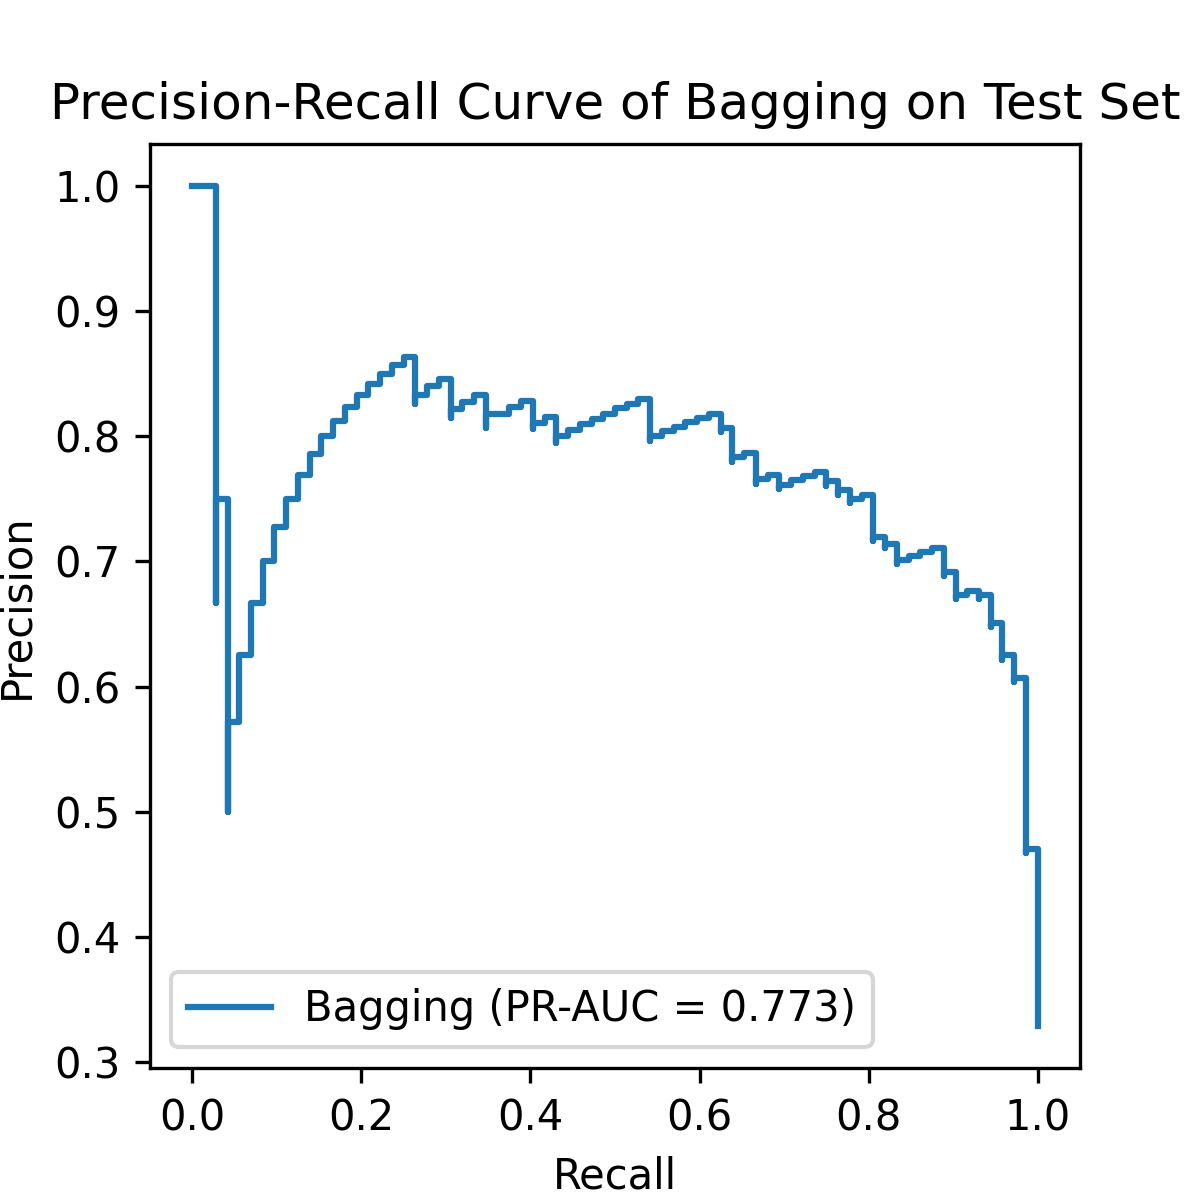 Precision-Recall Curve of Bagging on Test Set
1.0
0.9
0.8
0.7
0.6
0.5
0.4
0.3
Precision
Bagging (PR-AUC = 0.773)
0.0 0.2 0.4 0.6 0.8 1.0
Recall